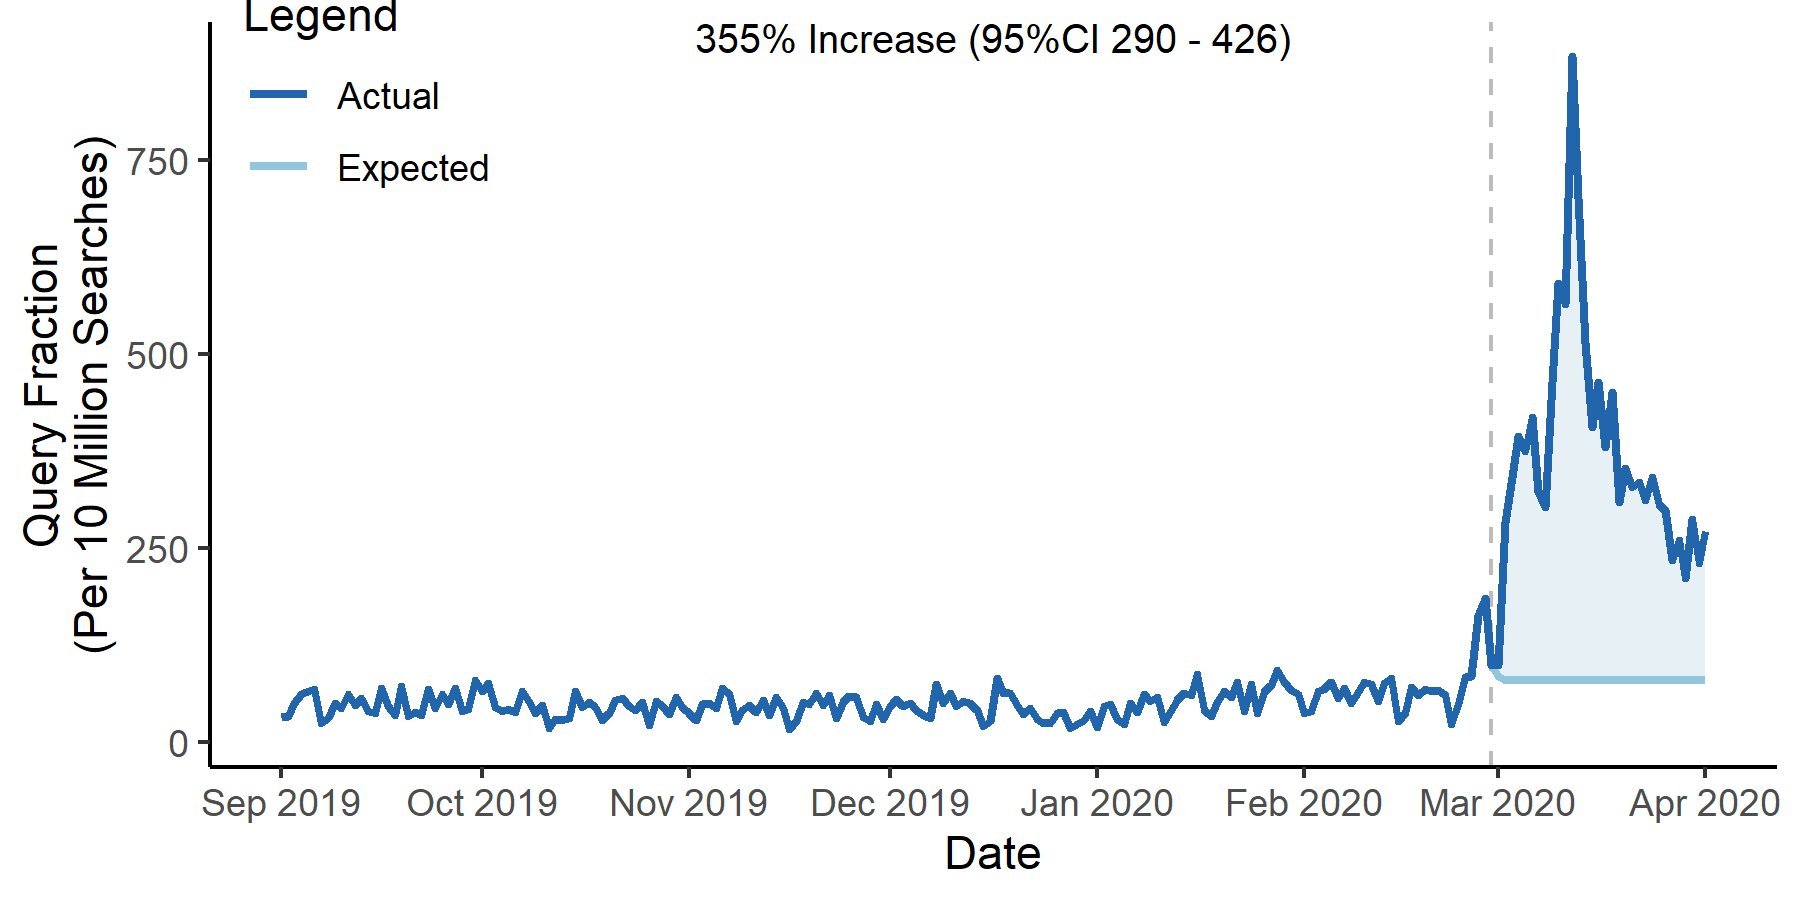 Legend
Actual
Expected
355% Increase (95%CI 290 - 426)
Query Fraction
(Per 10 Million Searches)
750
500
250
0
Sep 2019
Oct 2019
Nov 2019
Dec 2019
Jan 2020
Feb 2020
Mar 2020
Apr 2020
Date